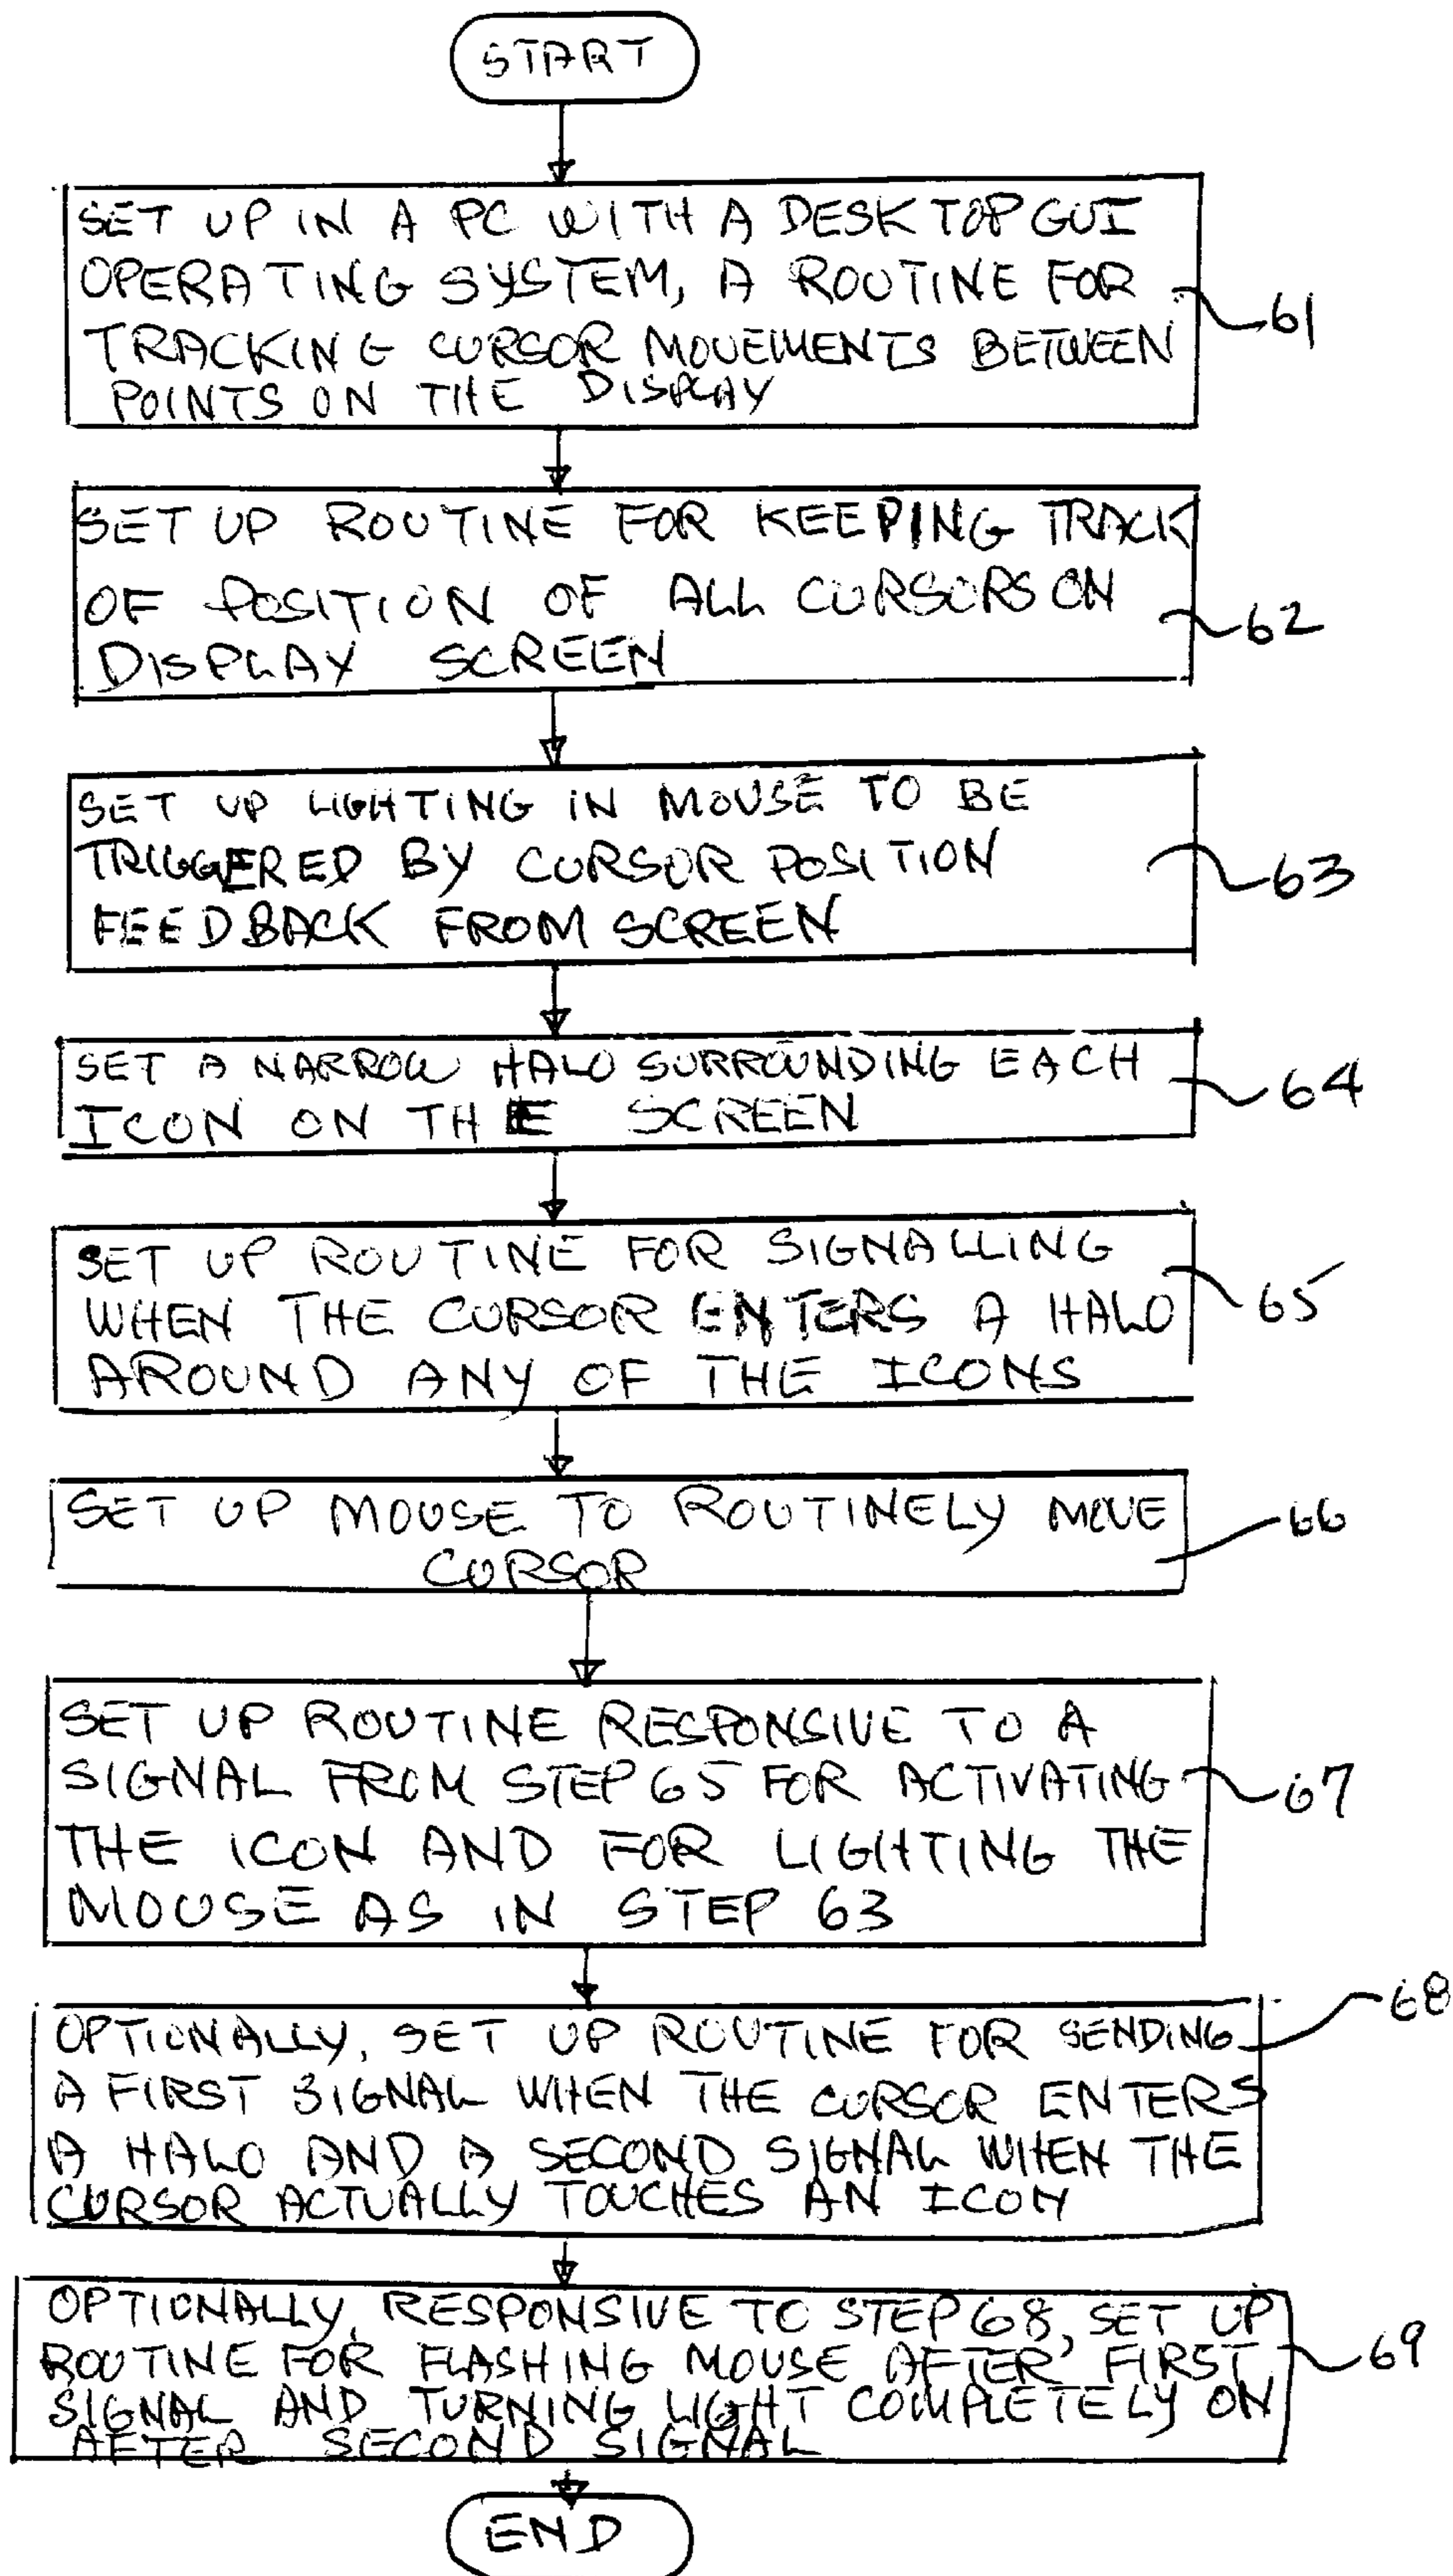 START
SET UP IN A PC WITH A DESKTOP GUI
OPERATING SYSTEM, A ROUTINE FOR
TRACKING CURSOR MOVEMENTS BETWEEN
POINTS ON THE DISPLAY
61
SET UP ROUTINE FOR KEEPING TRACK
OF POSITION OF ALL CURSORS ON
DISPLAY SCREEN
62
SET UP LIGHTING IN MOUSE TO BE
TRIGGERED BY CURSOR POSITION
FEEDBACK FROM SCREEN
63
SET A NARROW HALO SURROUNDING EACH
ICON ON THE SCREEN
64
SET UP ROUTINE FOR SIGNALLING
WHEN THE CURSOR ENTERS A HALO
AROUND ANY OF THE ICONS
65
SET UP MOUSE TO ROUTINELY MOVE
CURSOR
66
SET UP ROUTINE RESPONSIVE TO A
SIGNAL FROM STEP 65 FOR ACTIVATING
THE ICON AND FOR LIGHTING THE
MOUSE AS IN STEP 63
67
OPTIONALLY, SET UP ROUTINE FOR SENDING
A FIRST SIGNAL WHEN THE CURSOR ENTERS
A HALO AND A SECOND SIGNAL WHEN THE
CURSOR ACTUALLY TOUCHES AN ICON
68
OPTIONALLY, RESPONSIVE TO STEP 68, SET UP
ROUTINE FOR FLASHING MOUSE AFTER FIRST
SIGNAL AND TURNING LIGHT COMPLETELY ON
AFTER SECOND SIGNAL
69
END